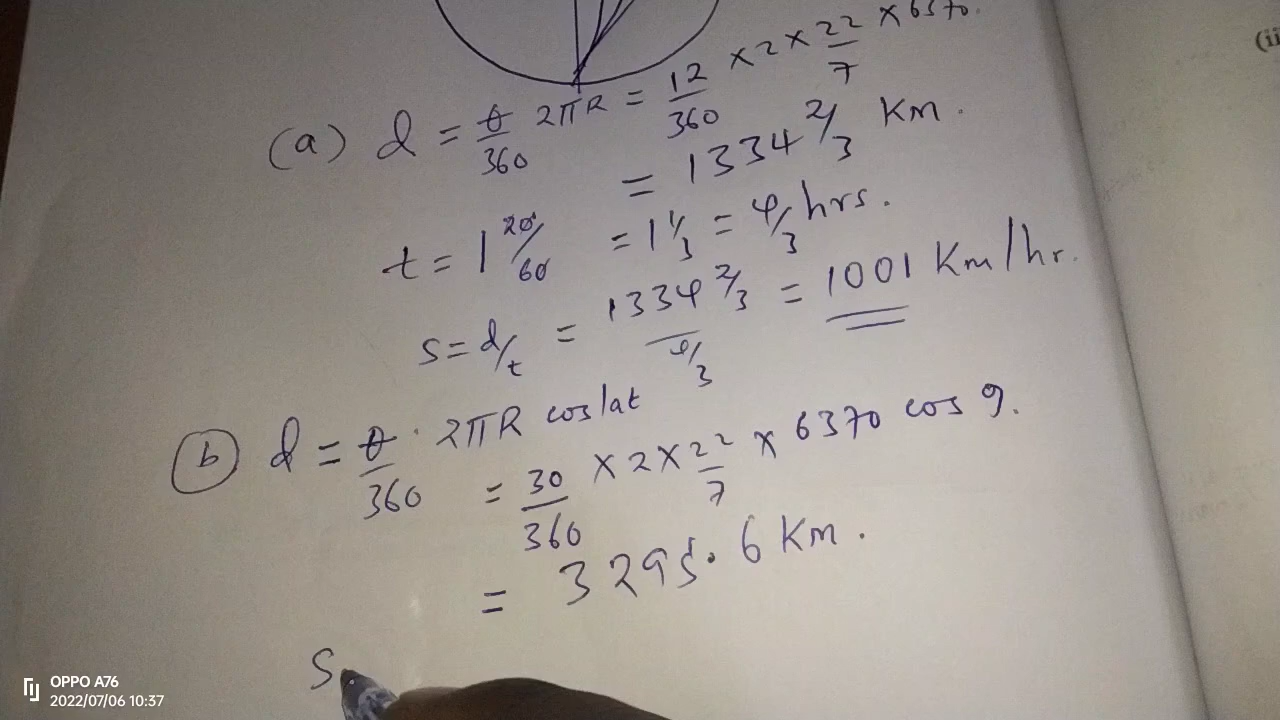 (a) d = θ/360 2πR = 12/360 × 2 × 22/7 × 6370.
= 1334 2/3 Km.
t = 1 20/60 = 1 1/3 = 4/3 hrs.
s = d/t = 1334 2/3 / 4/3 = 1001 Km/hr.
(b) d = θ/360 . 2πR cos lat
= 30/360 × 2 × 22/7 × 6370 cos 9.
= 3295.6 Km.
S
(ii
OPPO A76
2022/07/06 10:37